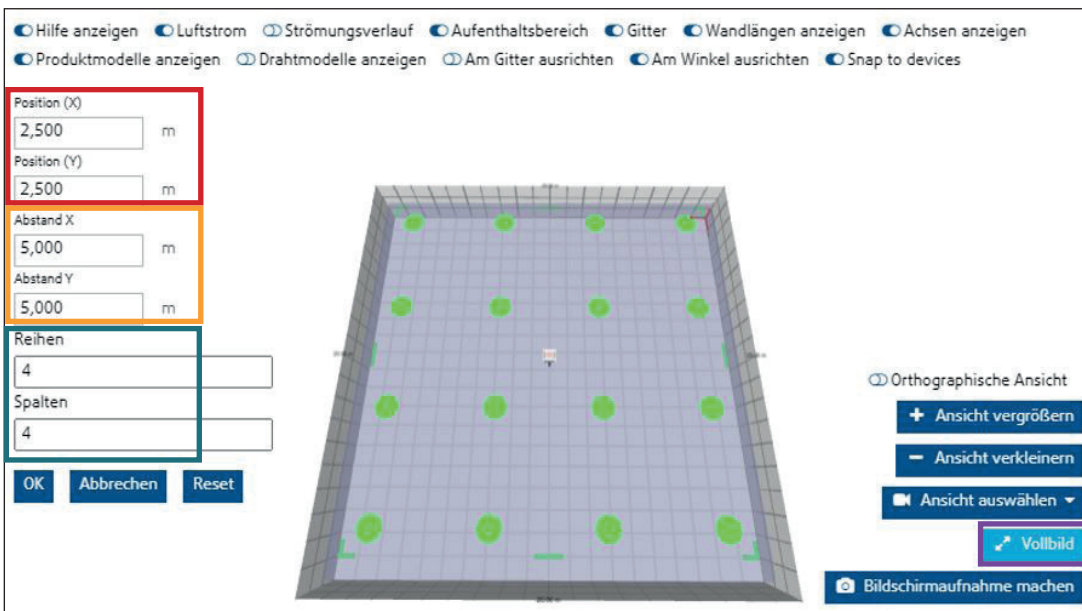 Hilfe anzeigen Luftstrom Strömungsverlauf Aufenthaltsbereich Gitter Wandlängen anzeigen Achsen anzeigen
Produktmodelle anzeigen Drahtmodelle anzeigen Am Gitter ausrichten Am Winkel ausrichten Snap to devices
Position (X)
2,500 m
Position (Y)
2,500 m
Abstand X
5,000 m
Abstand Y
5,000 m
Reihen
4
Spalten
4
OK Abbrechen Reset
Orthographische Ansicht
Ansicht vergrößern
Ansicht verkleinern
Ansicht auswählen
Vollbild
Bildschirmaufnahme machen